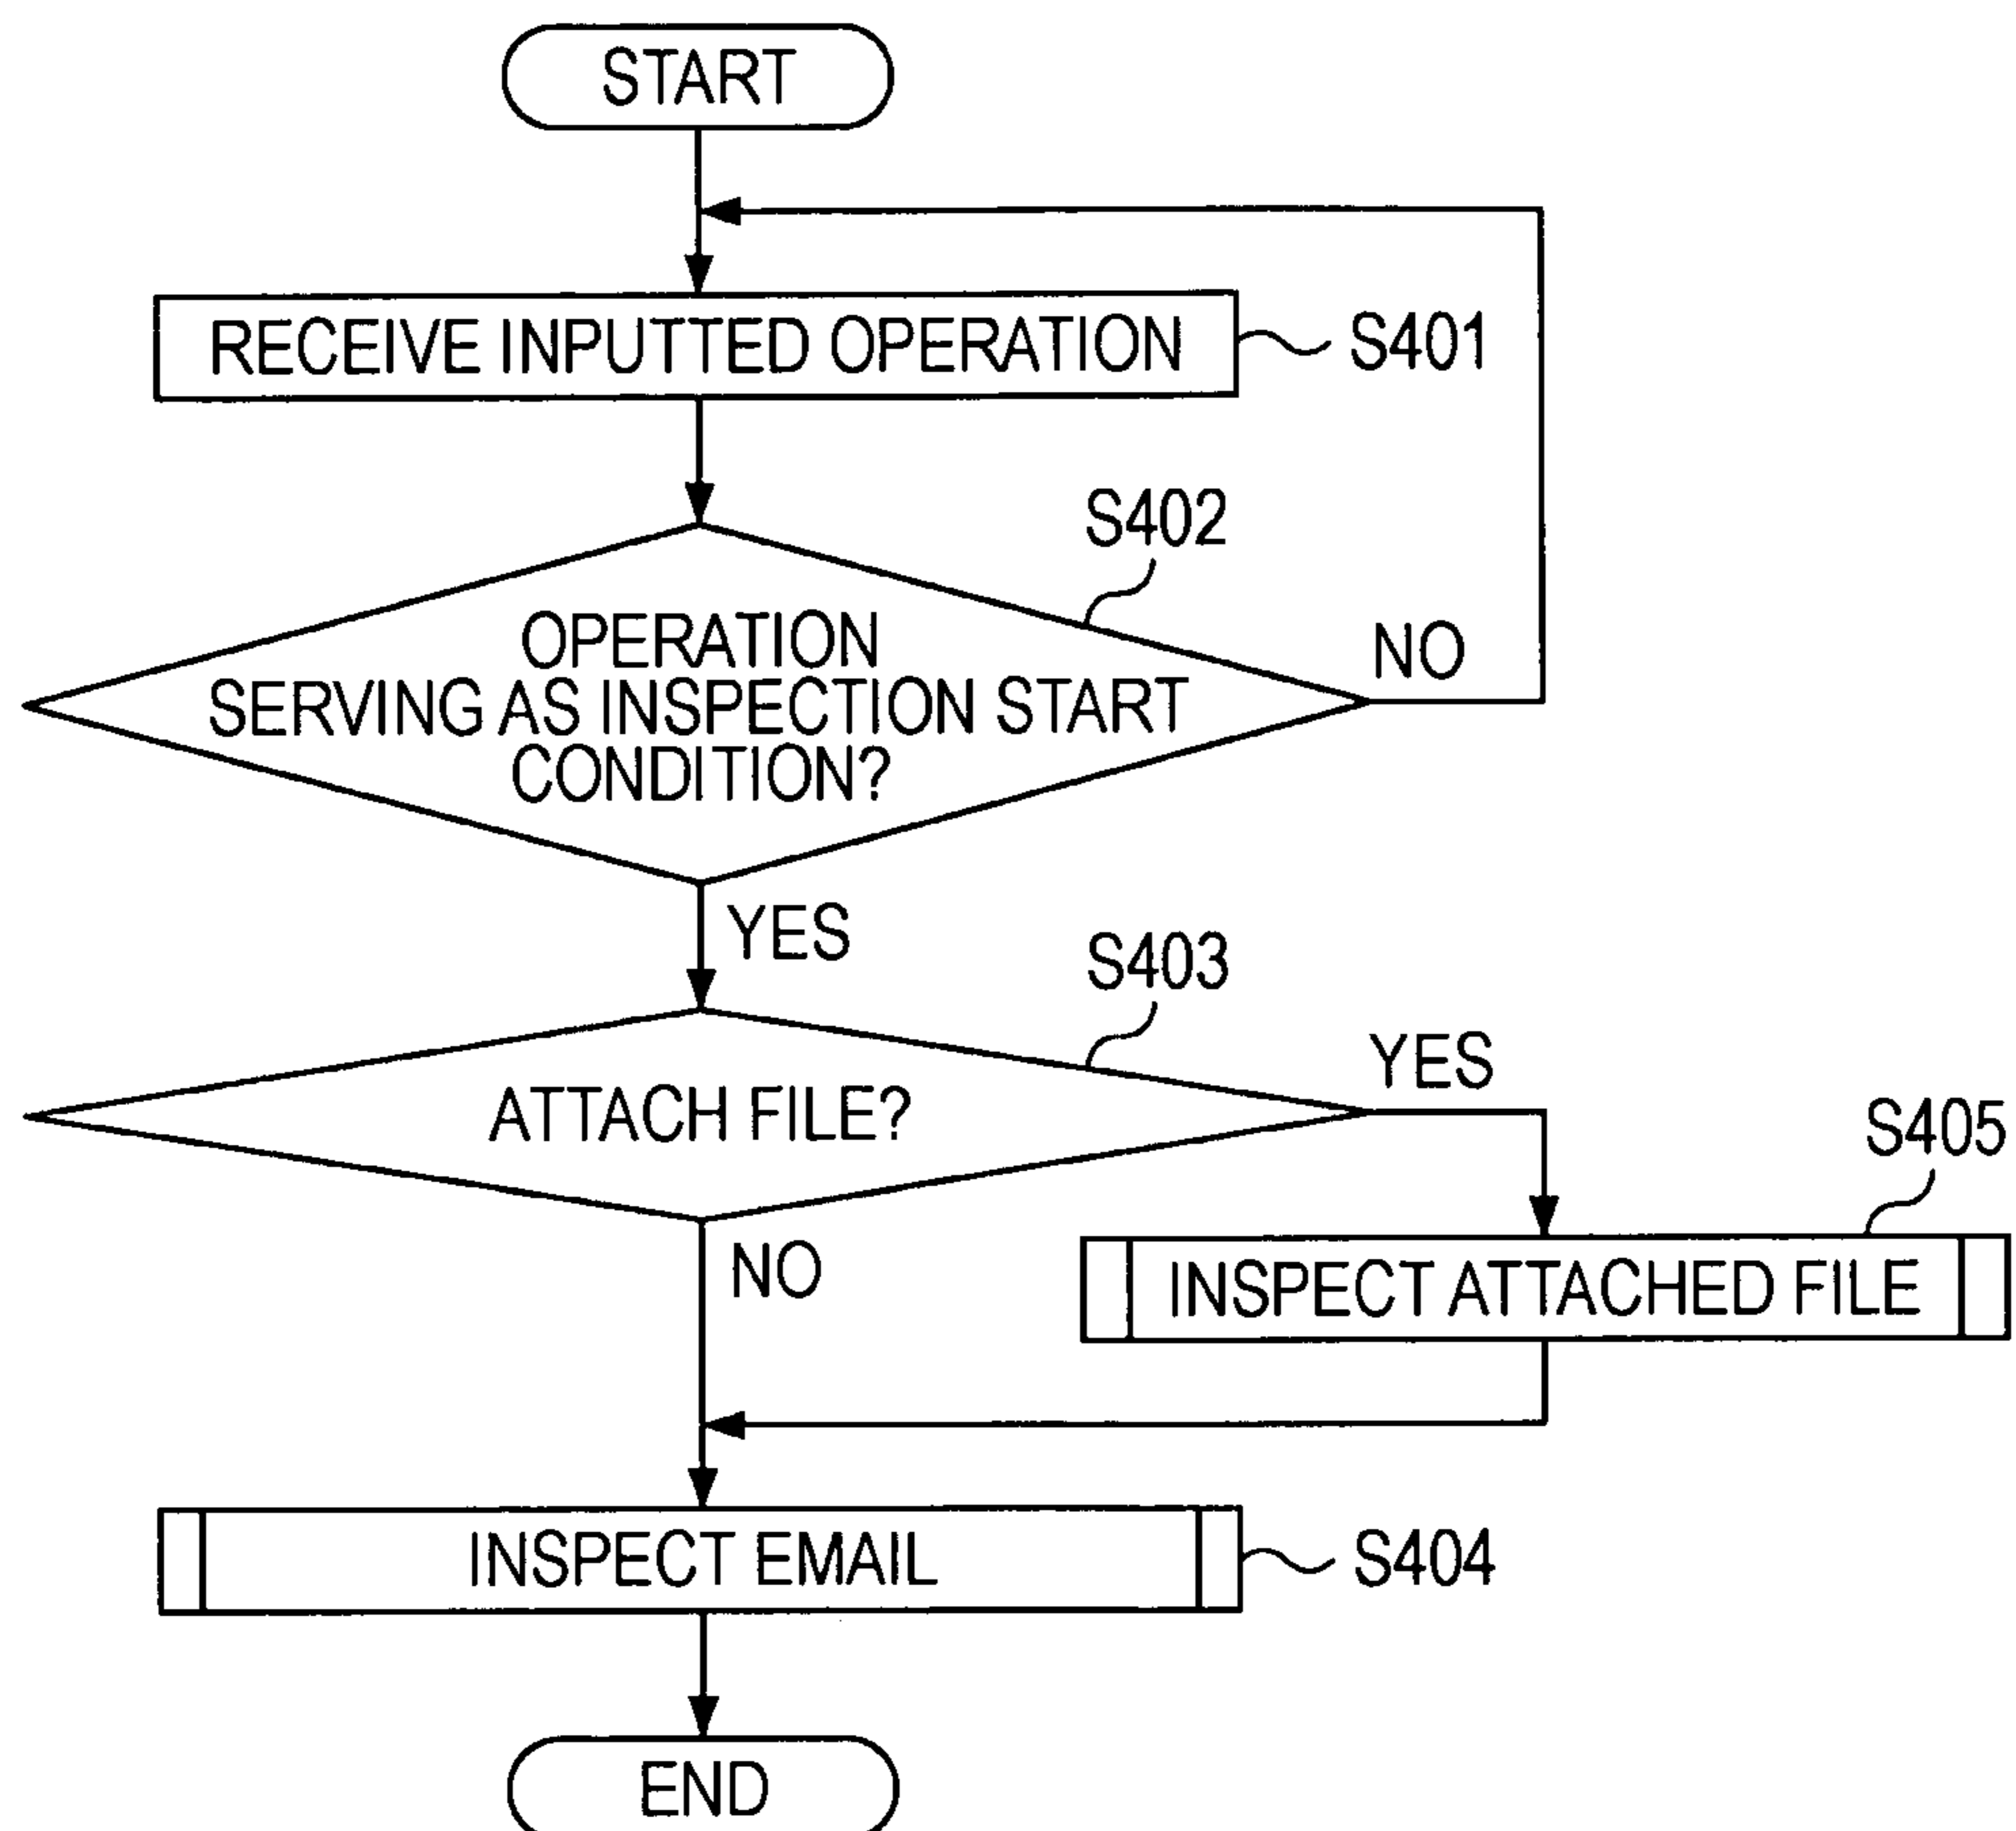 START
RECEIVE INPUTTED OPERATION
S401
S402
OPERATION
SERVING AS INSPECTION START
CONDITION?
NO
YES
S403
ATTACH FILE?
YES
S405
NO
INSPECT ATTACHED FILE
INSPECT EMAIL
S404
END